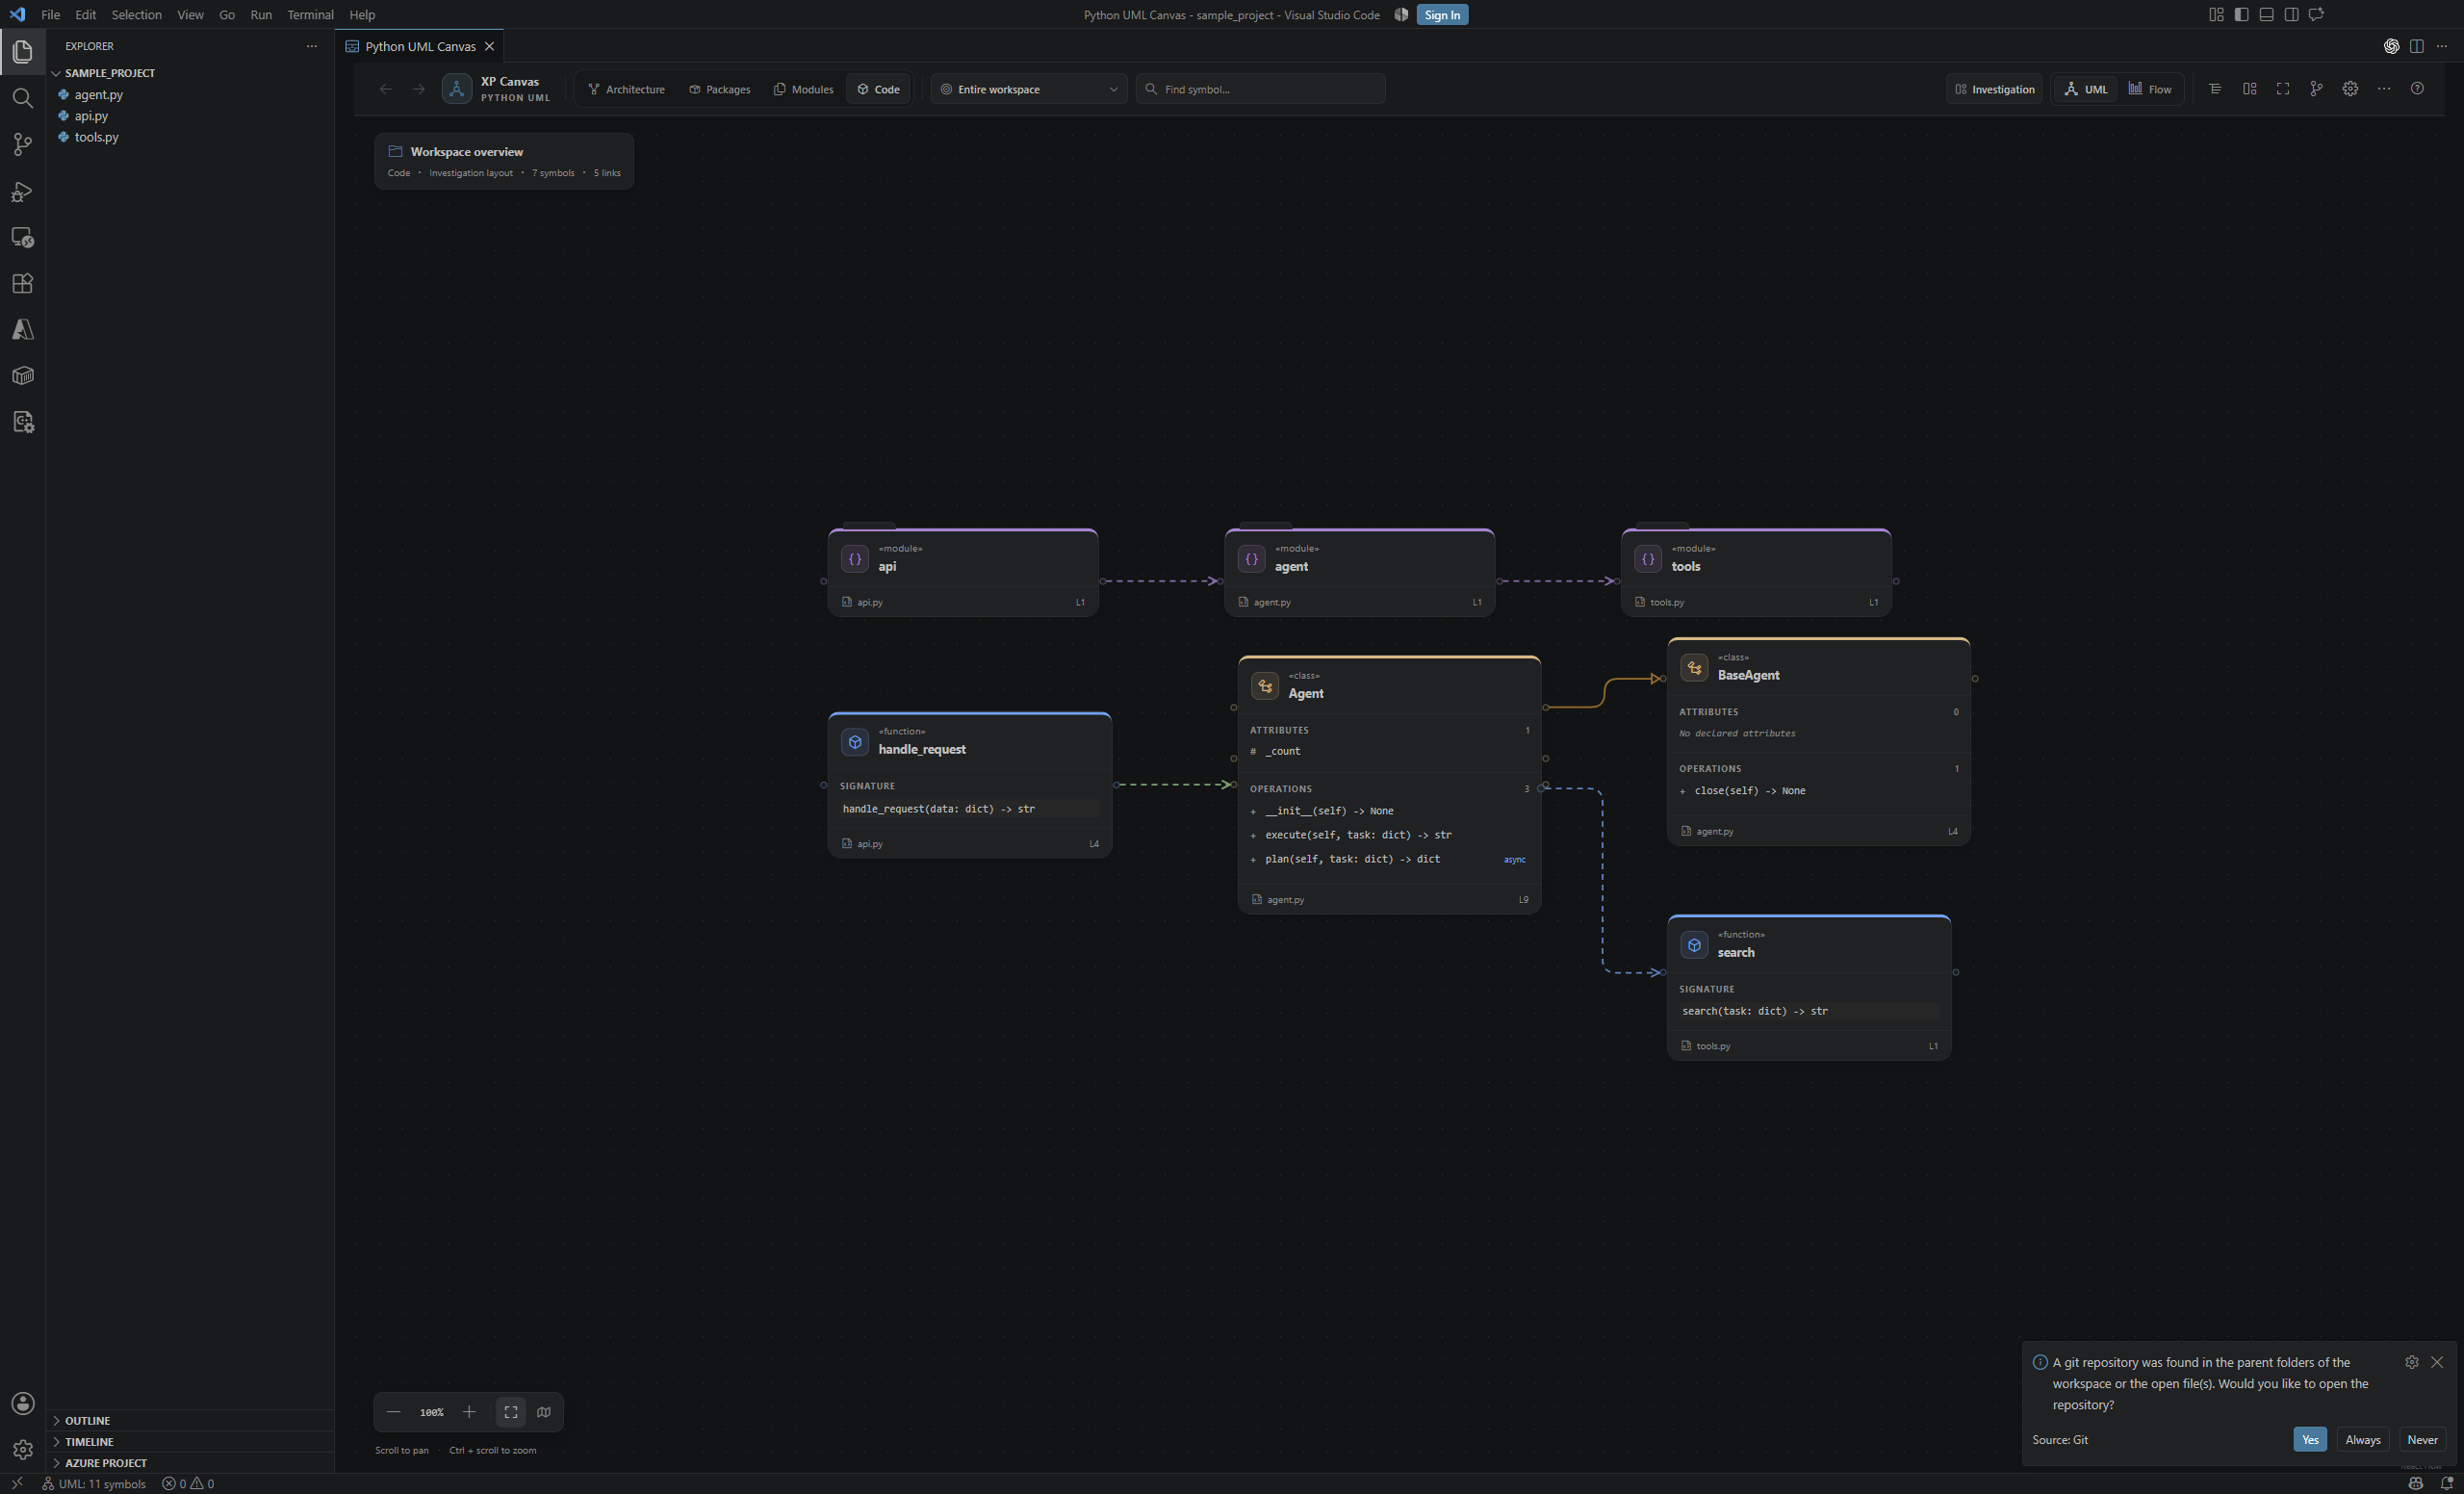 File Edit Selection View Go Run Terminal Help
Python UML Canvas - sample_project - Visual Studio Code
Sign In
EXPLORER
SAMPLE_PROJECT
agent.py
api.py
tools.py
OUTLINE
TIMELINE
AZURE PROJECT
Python UML Canvas
XP Canvas
PYTHON UML
Architecture
Packages
Modules
Code
Entire workspace
Find symbol...
Investigation
UML
Flow
Workspace overview
Code • Investigation layout • 7 symbols • 5 links
«module»
api
api.py L1
«module»
agent
agent.py L1
«module»
tools
tools.py L1
«function»
handle_request
SIGNATURE
handle_request(data: dict) -> str
api.py L4
«class»
Agent
ATTRIBUTES 1
# _count
OPERATIONS 3
+ __init__(self) -> None
+ execute(self, task: dict) -> str
+ plan(self, task: dict) -> dict async
agent.py L9
«class»
BaseAgent
ATTRIBUTES 0
No declared attributes
OPERATIONS 1
+ close(self) -> None
agent.py L4
«function»
search
SIGNATURE
search(task: dict) -> str
tools.py L1
100%
Scroll to pan · Ctrl + scroll to zoom
A git repository was found in the parent folders of the
workspace or the open file(s). Would you like to open the
repository?
Source: Git
Yes
Always
Never
React Flow
UML: 11 symbols
0
0